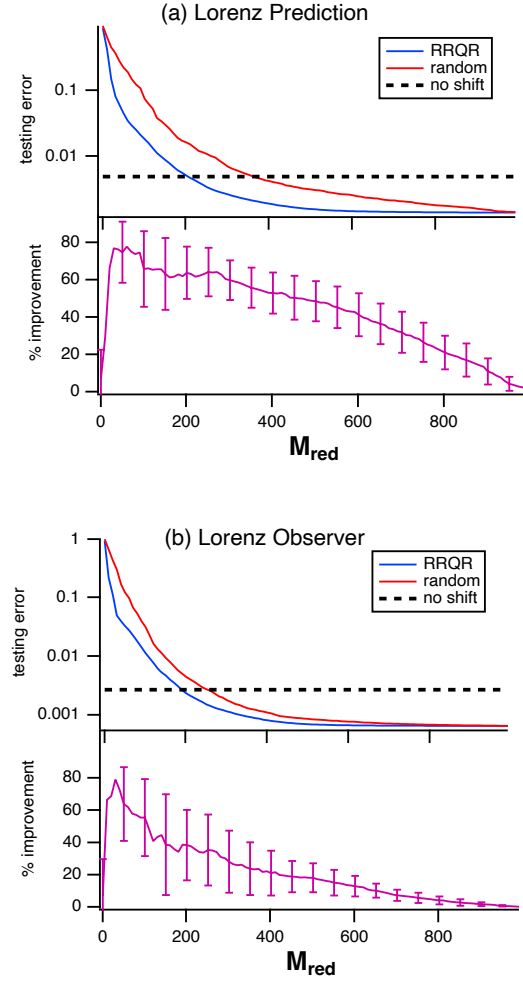 (a) Lorenz Prediction
RRQR
random
no shift
testing error
0.1
0.01
% improvement
80
60
40
20
0
0 200 400 600 800
Mred
(b) Lorenz Observer
RRQR
random
no shift
testing error
1
0.1
0.01
0.001
% improvement
80
60
40
20
0
0 200 400 600 800
Mred